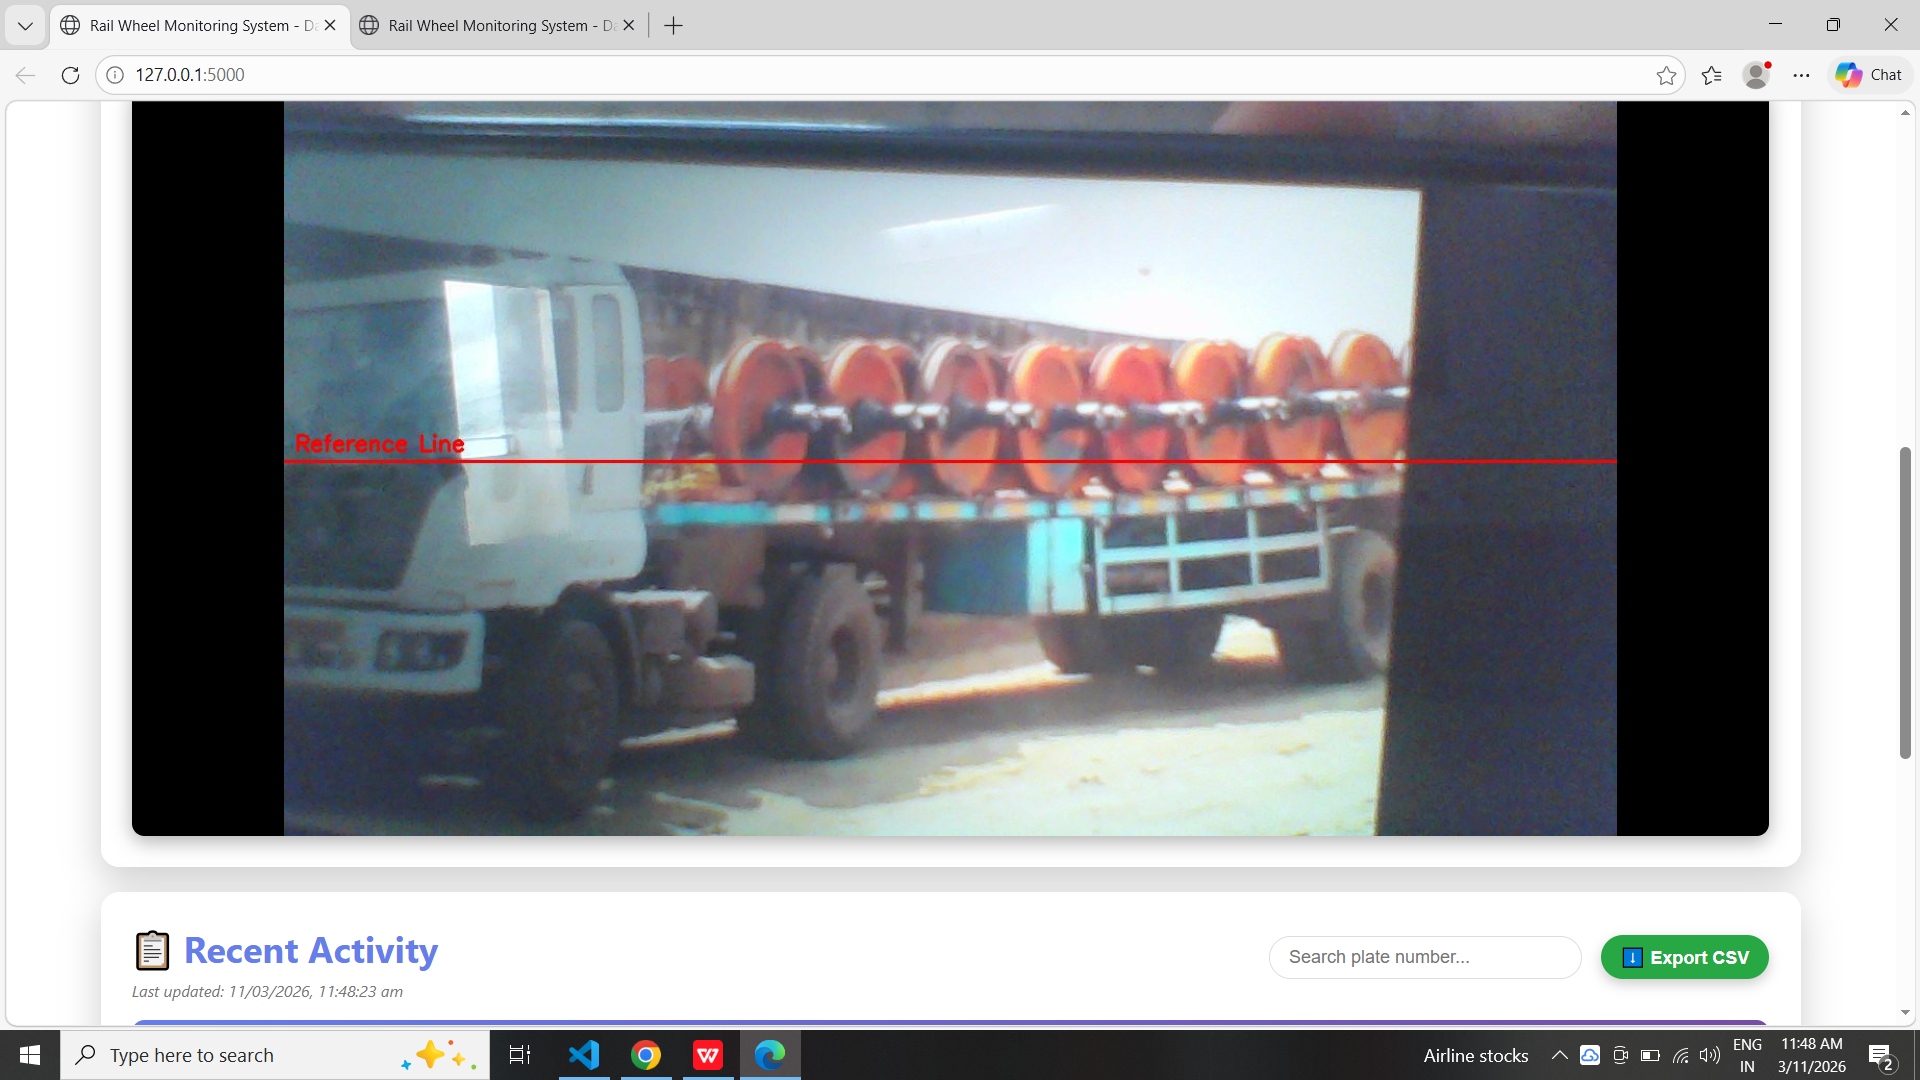 Rail Wheel Monitoring System - Da
Rail Wheel Monitoring System - Da
127.0.0.1:5000
Chat
Reference Line
Recent Activity
Last updated: 11/03/2026, 11:48:23 am
Search plate number...
Export CSV
Type here to search
Airline stocks
ENG
IN
11:48 AM
3/11/2026
2